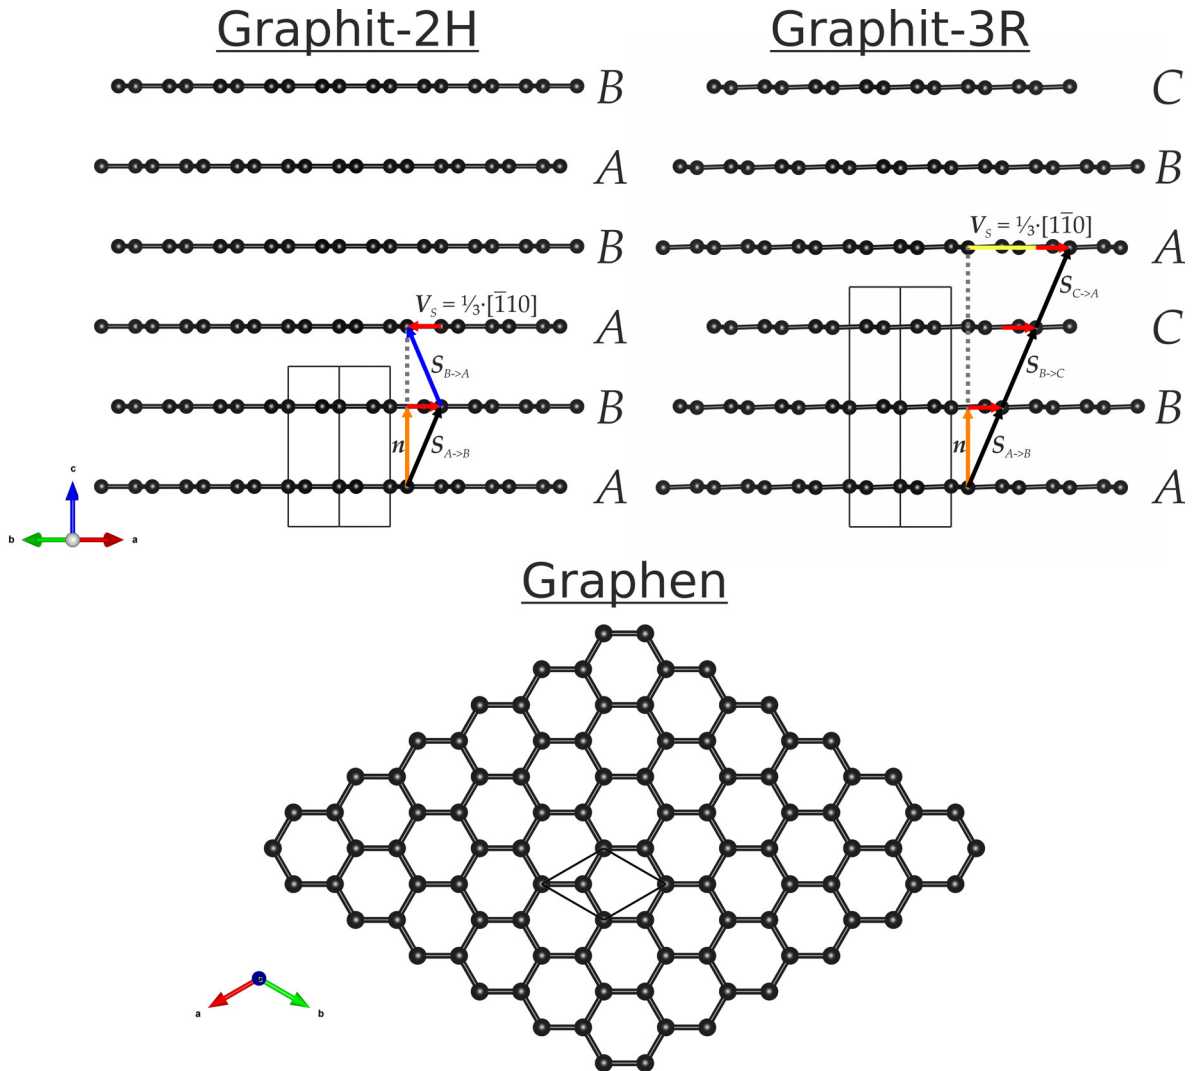 Graphit-2H
B
A
B
A
B
A
V_S = ⅓·[1̅10]
S_B->A
n
S_A->B
c
b
a
Graphit-3R
C
B
A
C
B
A
V_S = ⅓·[11̅0]
S_C->A
S_B->C
n
S_A->B
Graphen
a
b